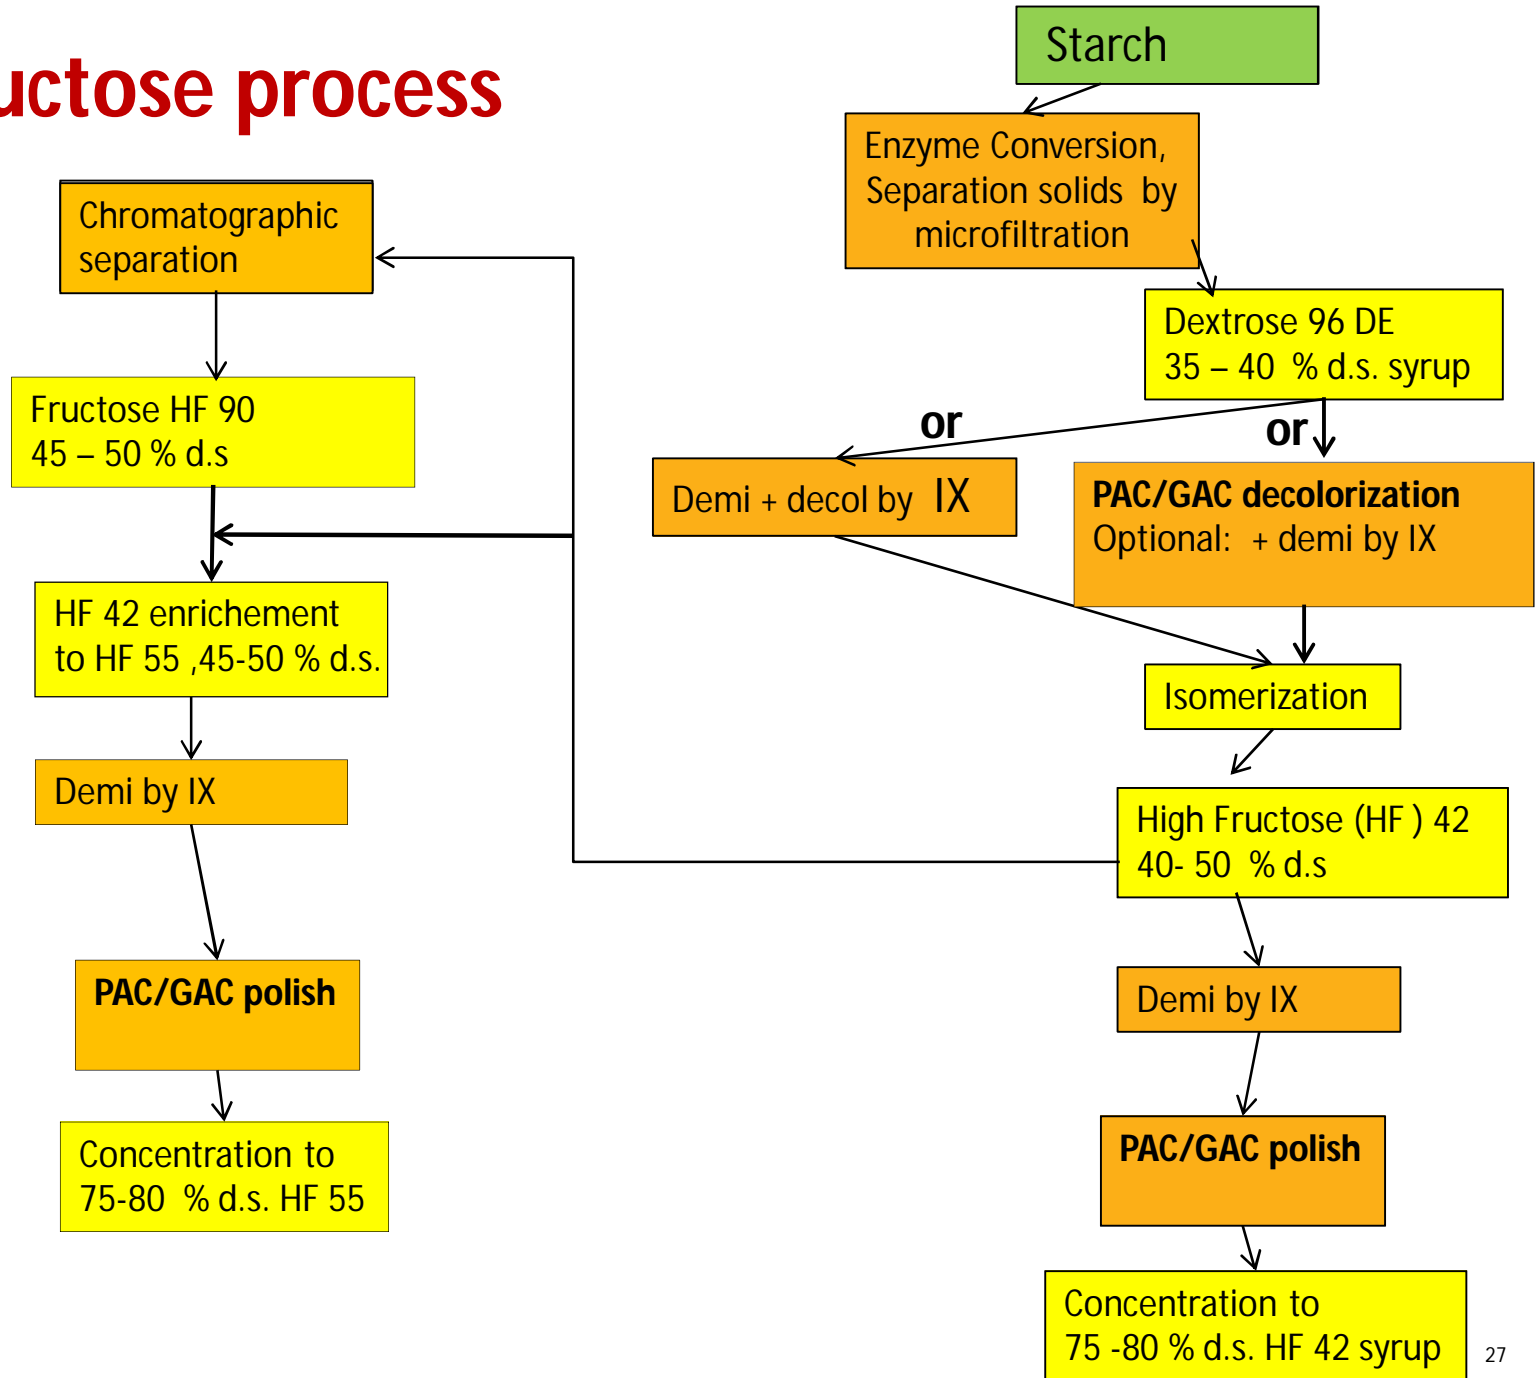 uctose process
Starch
Enzyme Conversion,
Separation solids by
microfiltration
Dextrose 96 DE
35 – 40 % d.s. syrup
or
or
Demi + decol by IX
PAC/GAC decolorization
Optional: + demi by IX
Isomerization
High Fructose (HF ) 42
40- 50 % d.s
Demi by IX
PAC/GAC polish
Concentration to
75 -80 % d.s. HF 42 syrup
Chromatographic
separation
Fructose HF 90
45 – 50 % d.s
HF 42 enrichement
to HF 55 ,45-50 % d.s.
Demi by IX
PAC/GAC polish
Concentration to
75-80 % d.s. HF 55
27